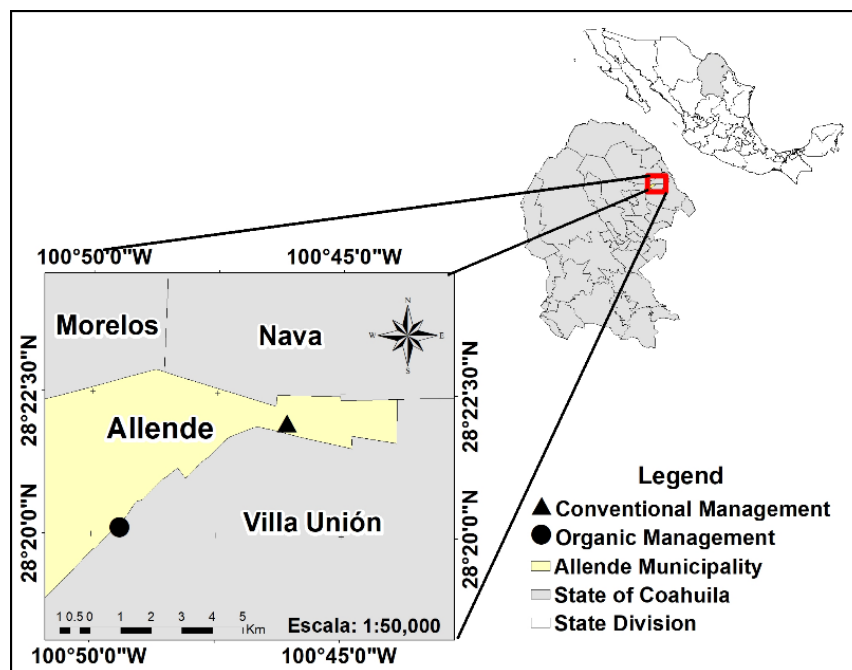 100°50'0"W
100°45'0"W
Morelos
Nava
N
W
E
S
28°22'30"N
28°22'30"N
Allende
Villa Unión
28°20'0"N
28°20'0"N
1 0.5 0 1 2 3 4 5
Km
Escala: 1:50,000
100°50'0"W
100°45'0"W
Legend
Conventional Management
Organic Management
Allende Municipality
State of Coahuila
State Division